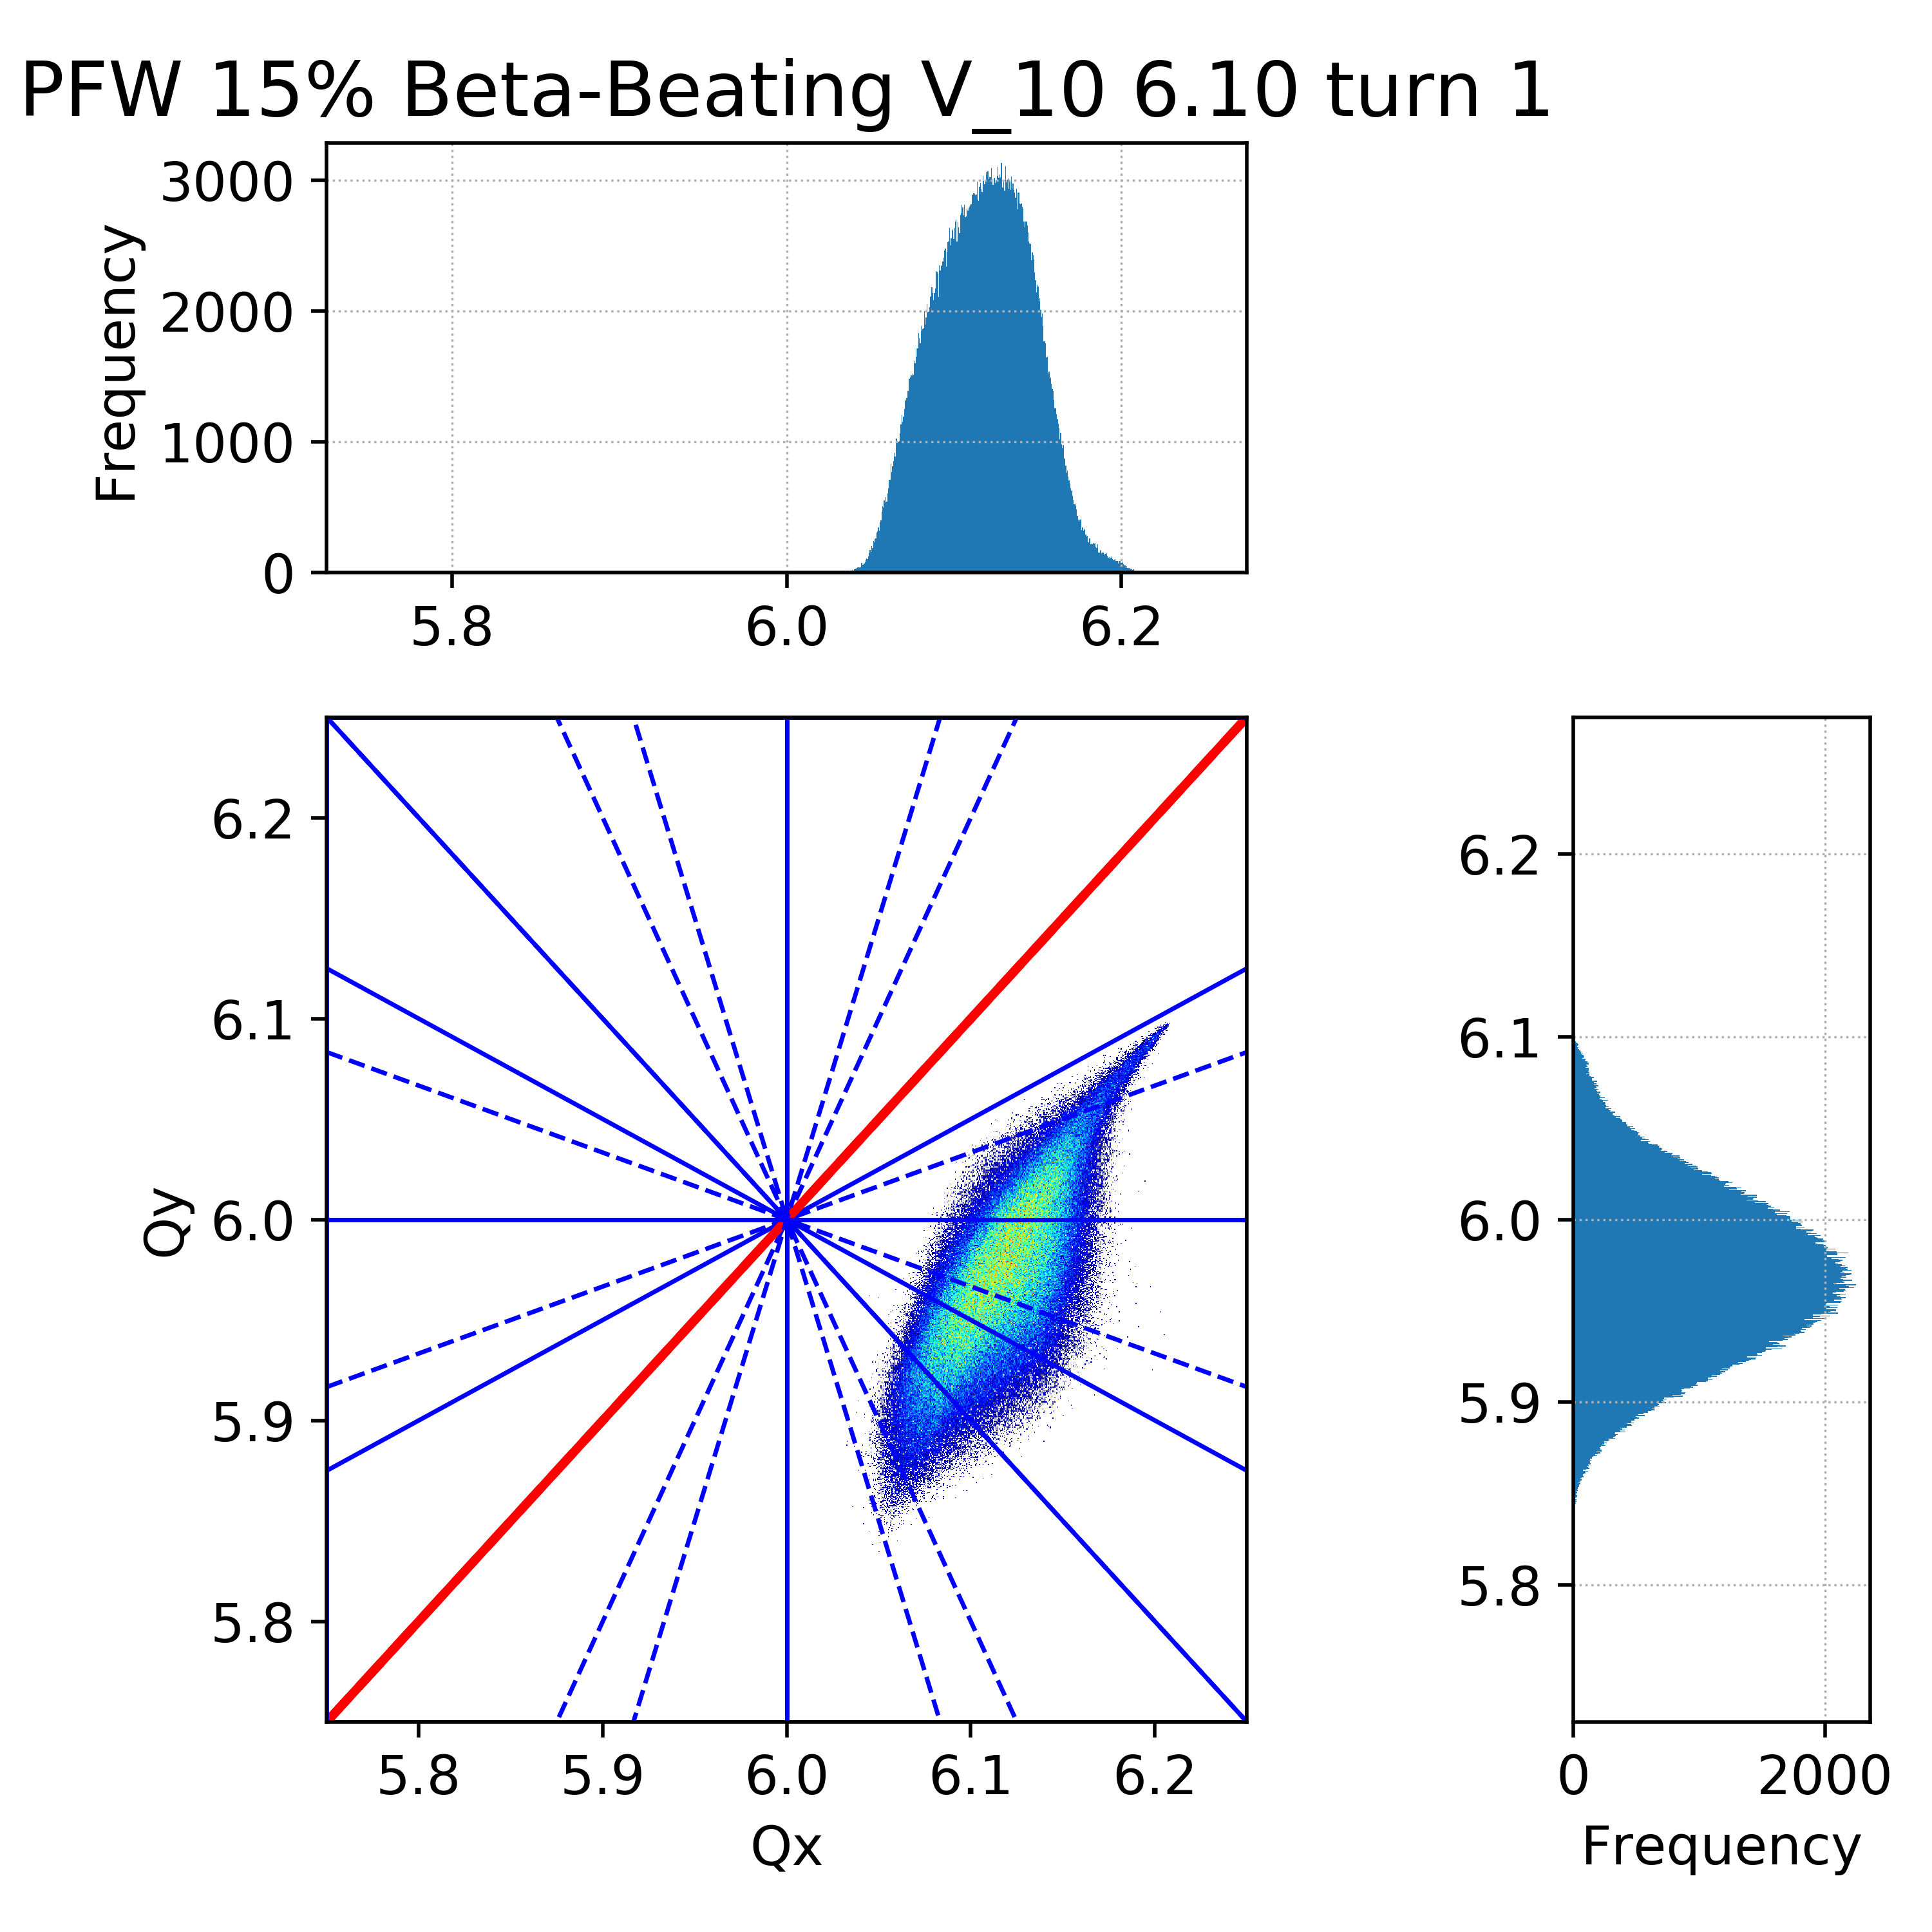 PFW 15% Beta-Beating V_10 6.10 turn 1
3000
2000
1000
0
Frequency
5.8 6.0 6.2
6.2
6.1
6.0
5.9
5.8
Qy
5.8 5.9 6.0 6.1 6.2
Qx
6.2
6.1
6.0
5.9
5.8
0 2000
Frequency